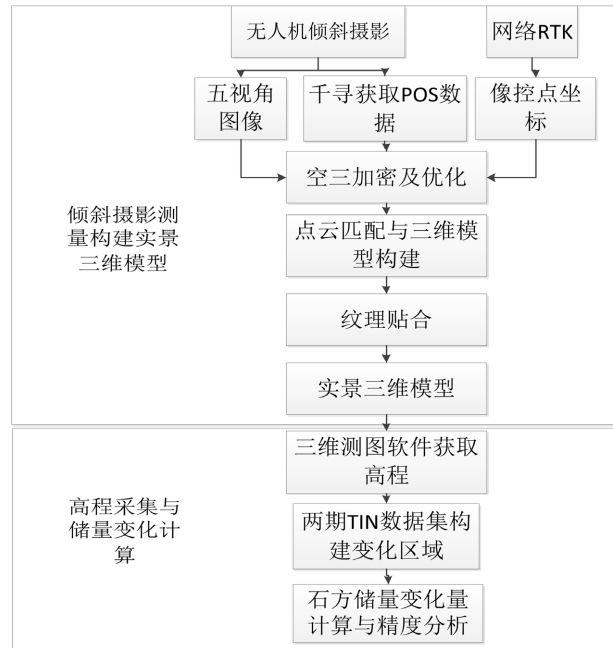 无人机倾斜摄影
网络RTK
五视角
图像
千寻获取POS数
据
像控点坐
标
空三加密及优化
倾斜摄影测
量构建实景
三维模型
点云匹配与三维模
型构建
纹理贴合
实景三维模型
三维测图软件获取
高程
高程采集与
储量变化计
算
两期TIN数据集构
建变化区域
石方储量变化量
计算与精度分析